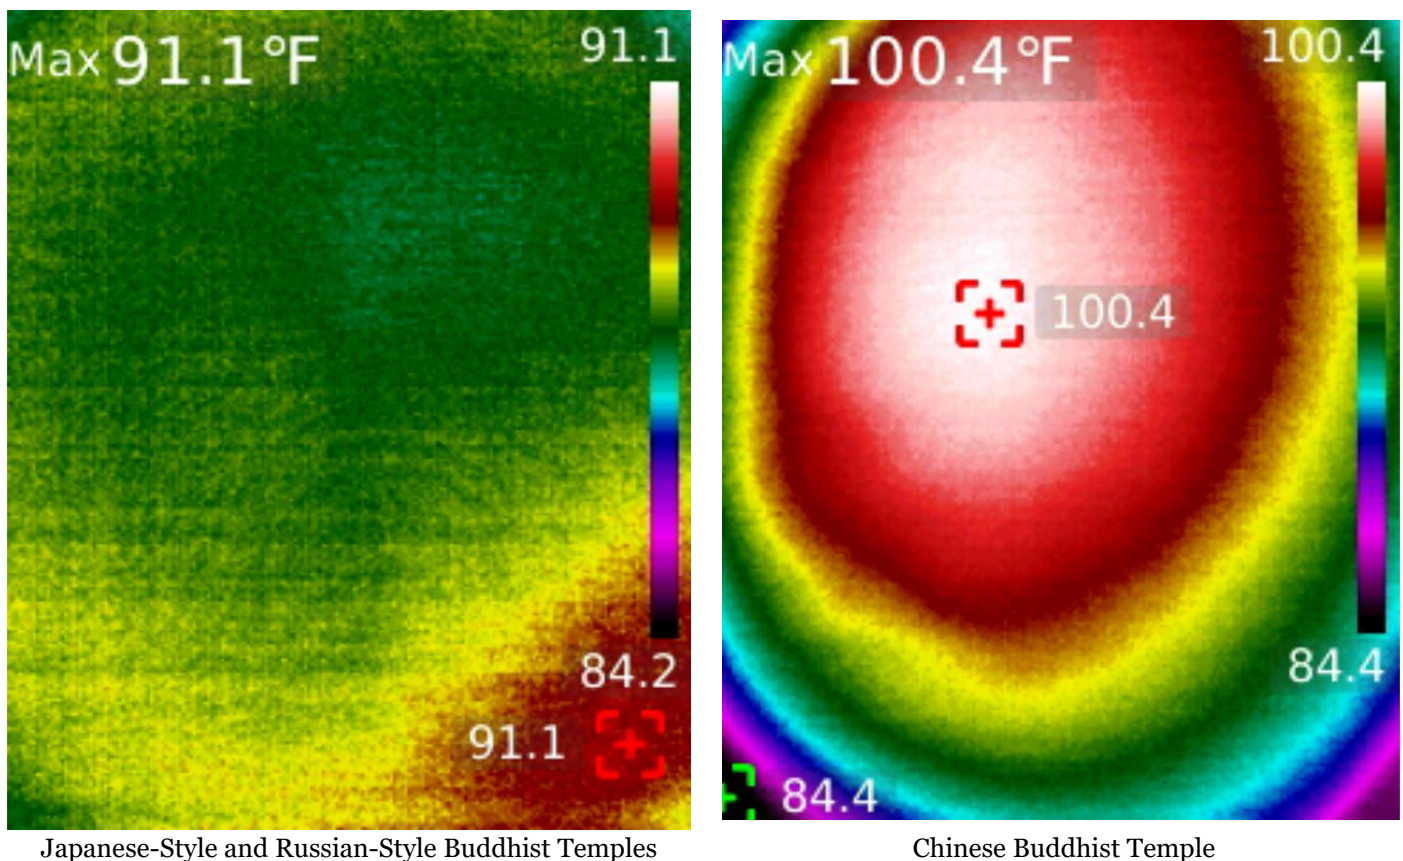 Max 91.1°F
91.1
84.2
91.1
Japanese-Style and Russian-Style Buddhist Temples
Max 100.4°F
100.4
100.4
84.4
84.4
Chinese Buddhist Temple